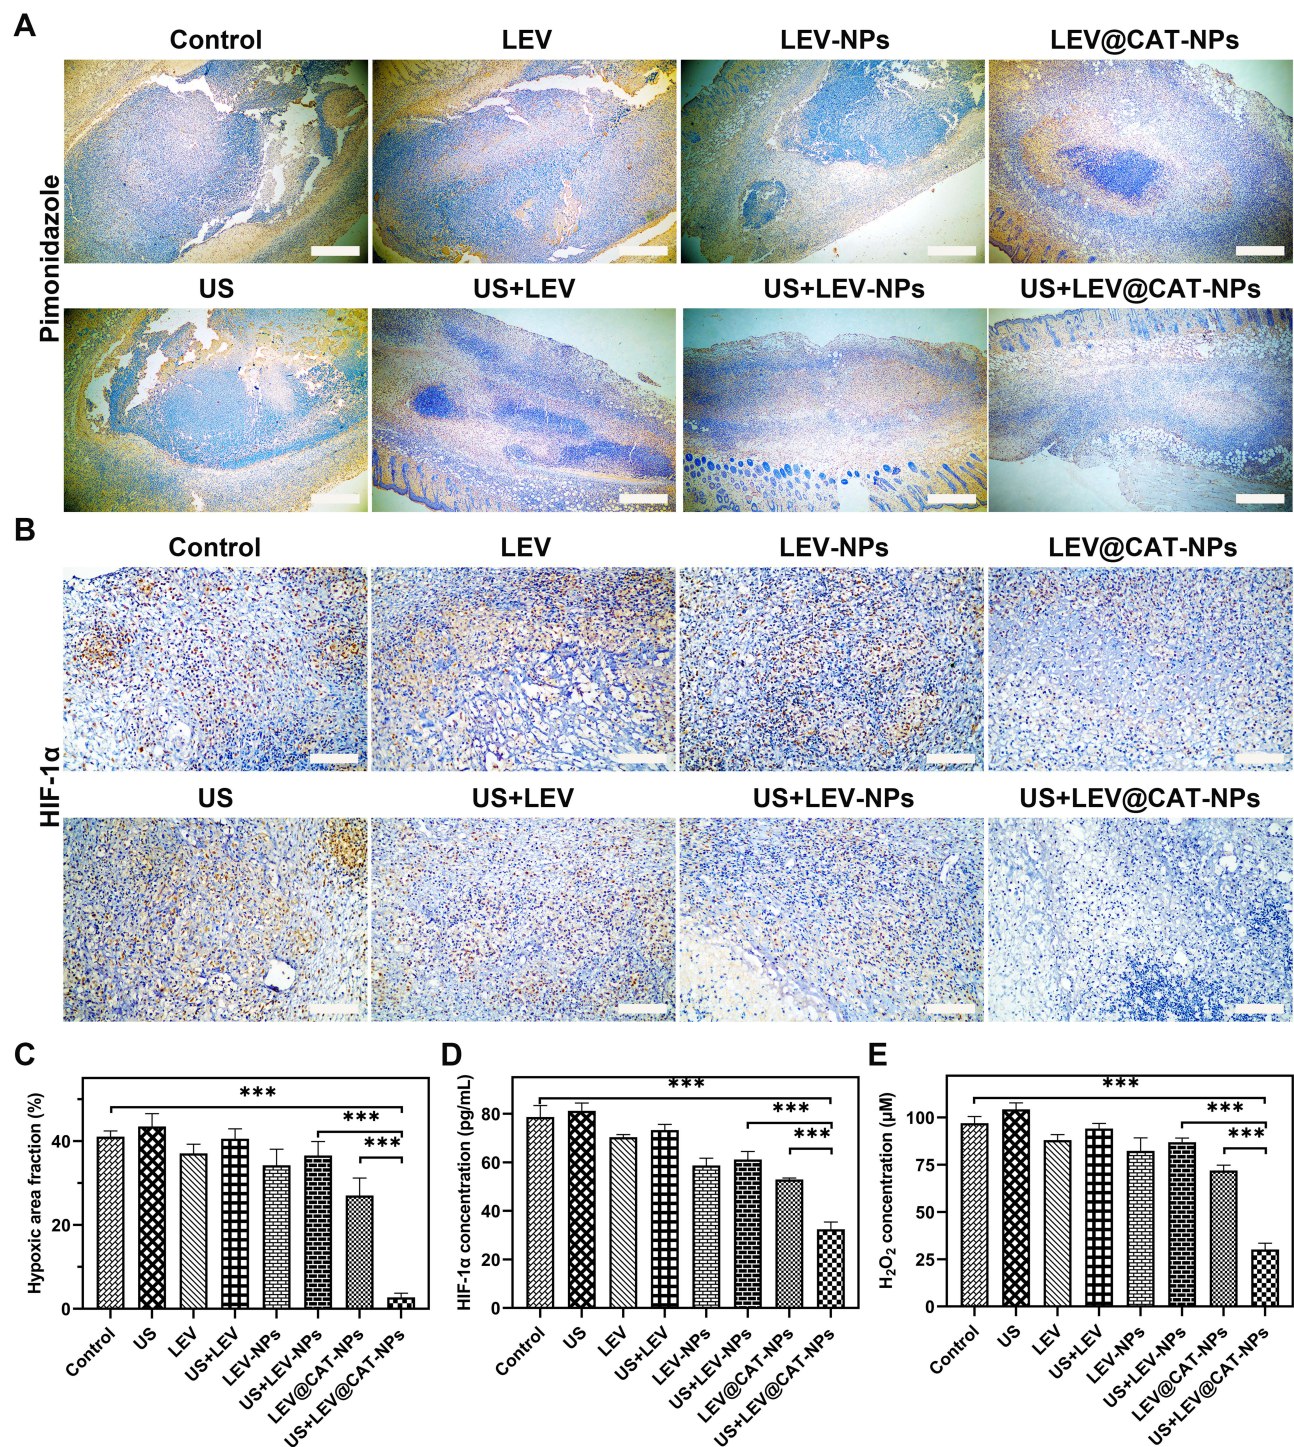 A
Control LEV LEV-NPs LEV@CAT-NPs
Pimonidazole
US US+LEV US+LEV-NPs US+LEV@CAT-NPs
B
Control LEV LEV-NPs LEV@CAT-NPs
HIF-1α
US US+LEV US+LEV-NPs US+LEV@CAT-NPs
C
Hypoxic area fraction (%)
40
20
0
***
***
***
Control US LEV US+LEV LEV-NPs US+LEV-NPs LEV@CAT-NPs US+LEV@CAT-NPs
D
HIF-1α concentration (pg/mL)
80
60
40
20
0
***
***
***
Control US LEV US+LEV LEV-NPs US+LEV-NPs LEV@CAT-NPs US+LEV@CAT-NPs
E
H₂O₂ concentration (μM)
100
75
50
25
0
***
***
***
Control US LEV US+LEV LEV-NPs US+LEV-NPs LEV@CAT-NPs US+LEV@CAT-NPs